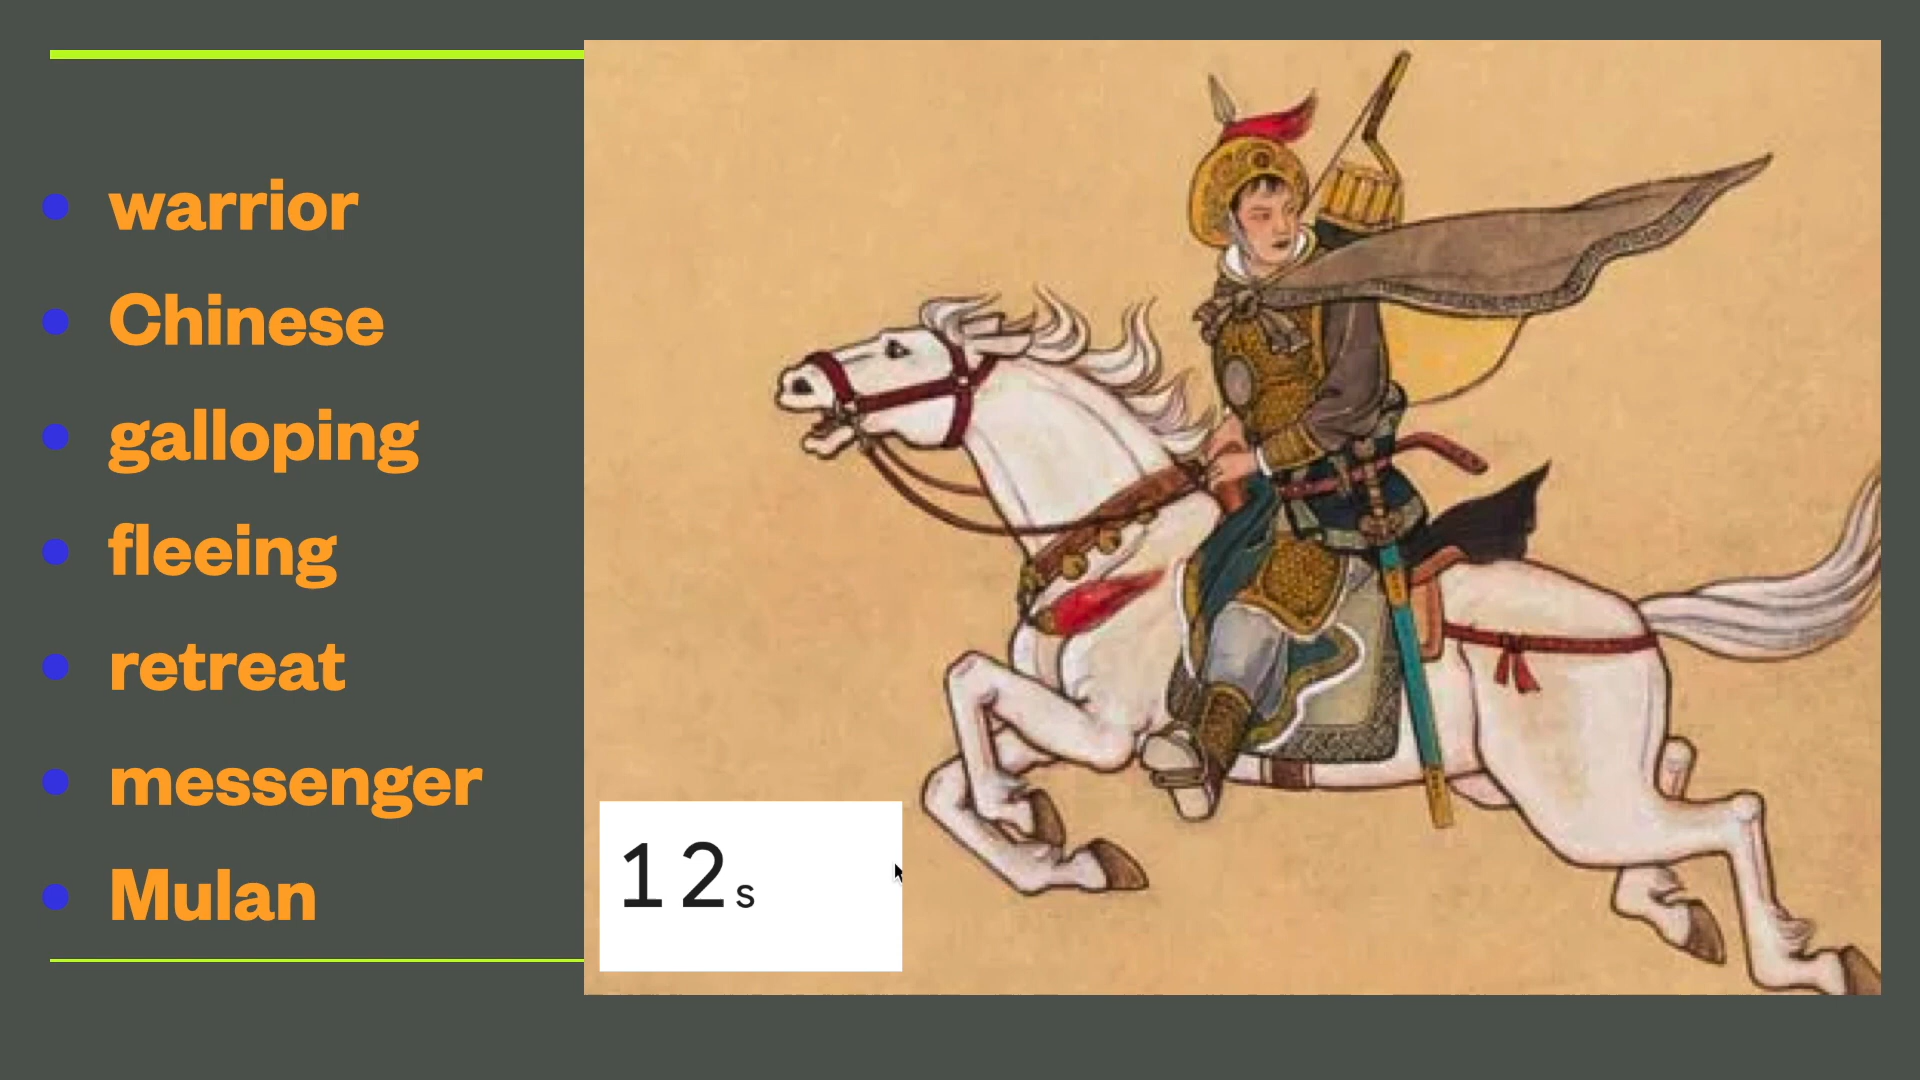 warrior
Chinese
galloping
fleeing
retreat
messenger
Mulan
12s